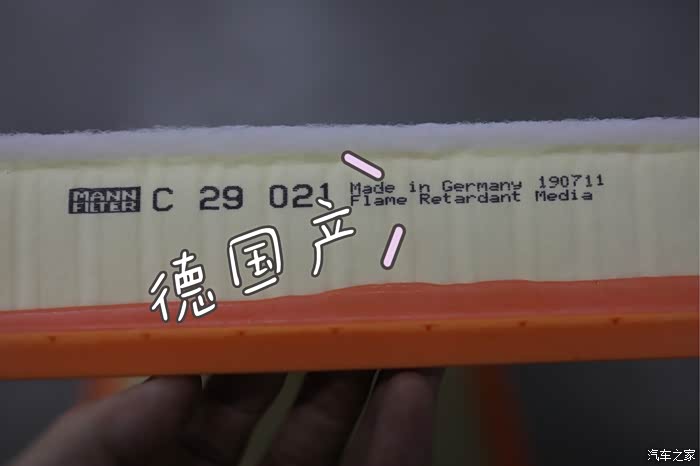 MANN
FILTER
C 29 021
Made in Germany 190711
Flame Retardant Media
德国产
汽车之家